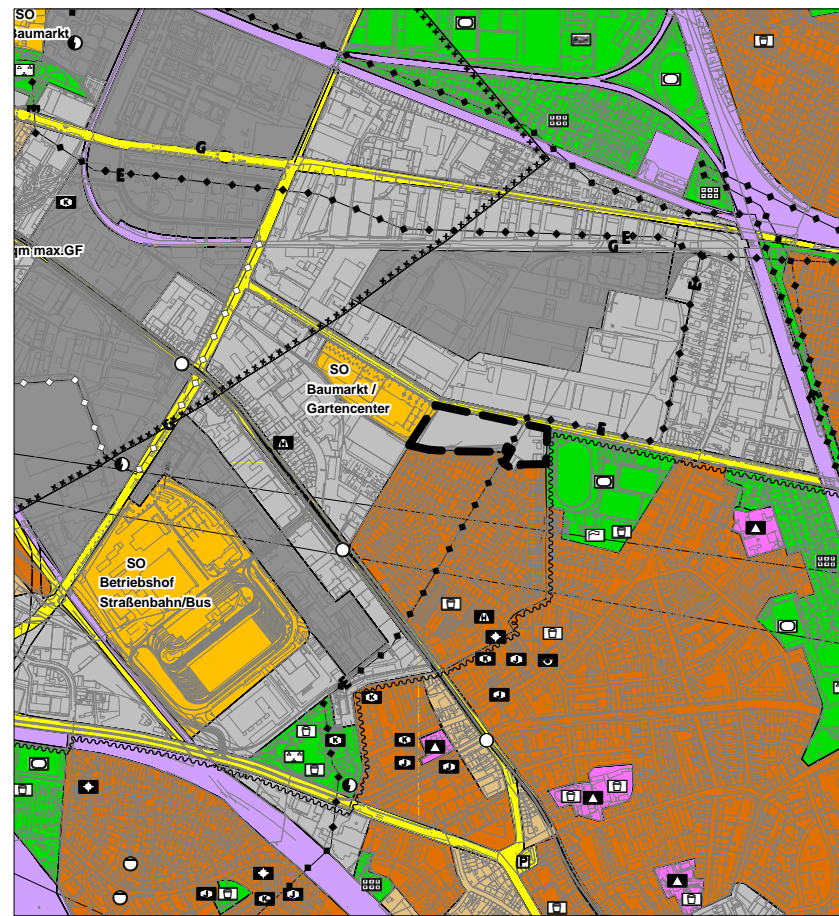 SO
Baumarkt
G
E
K
qm max.GF
E
G
E
SO
Baumarkt /
Gartencenter
E
G
SO
Betriebshof
Straßenbahn/Bus
K
J
J
K
K
K
J
J
P
J
K
J